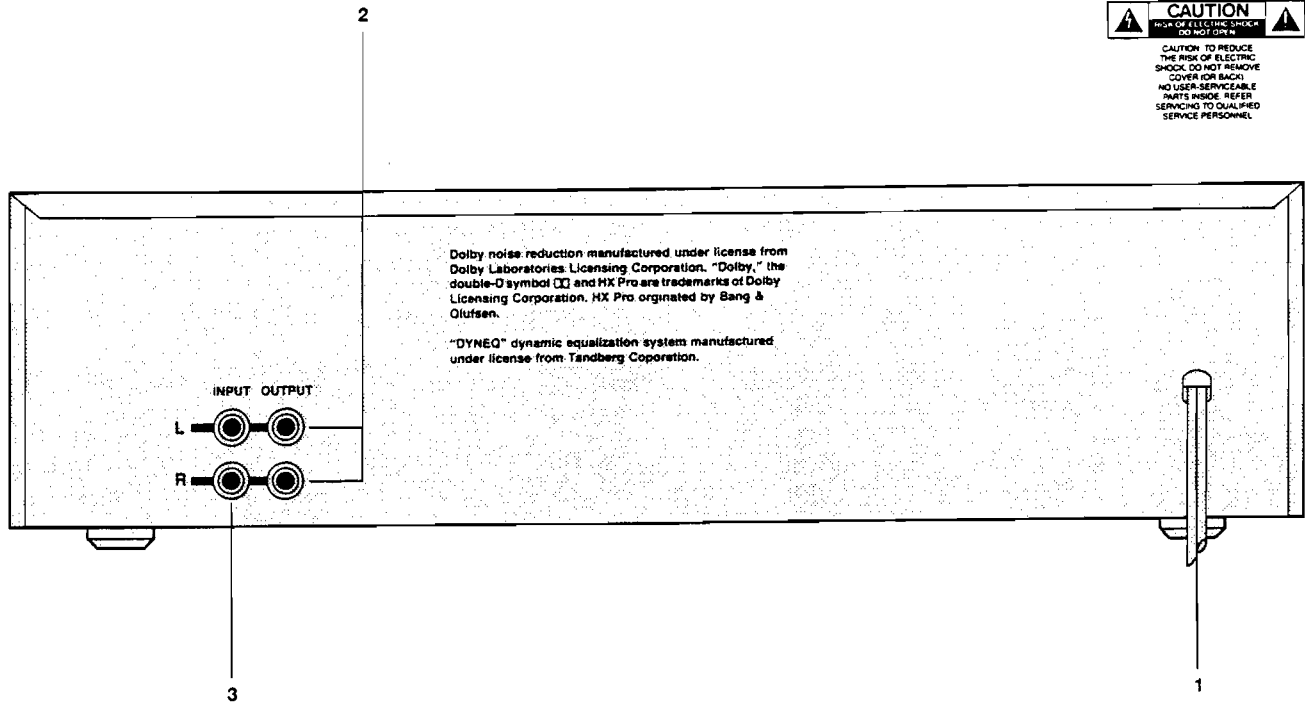 2
CAUTION
RISK OF ELECTRIC SHOCK
DO NOT OPEN
CAUTION: TO REDUCE
THE RISK OF ELECTRIC
SHOCK, DO NOT REMOVE
COVER (OR BACK)
NO USER-SERVICEABLE
PARTS INSIDE. REFER
SERVICING TO QUALIFIED
SERVICE PERSONNEL
Dolby noise reduction manufactured under license from
Dolby Laboratories Licensing Corporation. "Dolby," the
double-D symbol and HX Pro are trademarks of Dolby
Licensing Corporation. HX Pro orginated by Bang &
Olufsen.
"DYNEQ" dynamic equalization system manufactured
under license from Tandberg Coporation.
INPUT OUTPUT
L
R
3
1